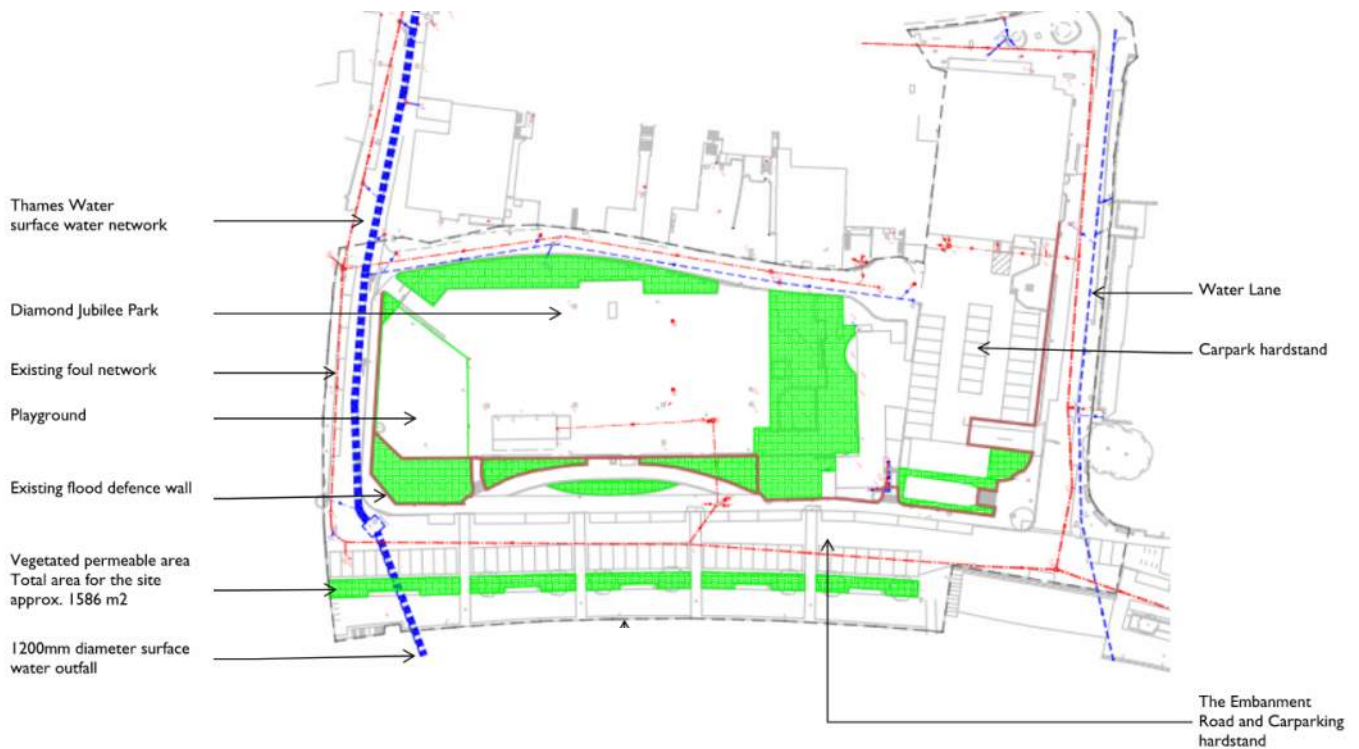 Thames Water
surface water network
Diamond Jubilee Park
Existing foul network
Playground
Existing flood defence wall
Vegetated permeable area
Total area for the site
approx. 1586 m2
1200mm diameter surface
water outfall
Water Lane
Carpark hardstand
The Embanment
Road and Carparking
hardstand